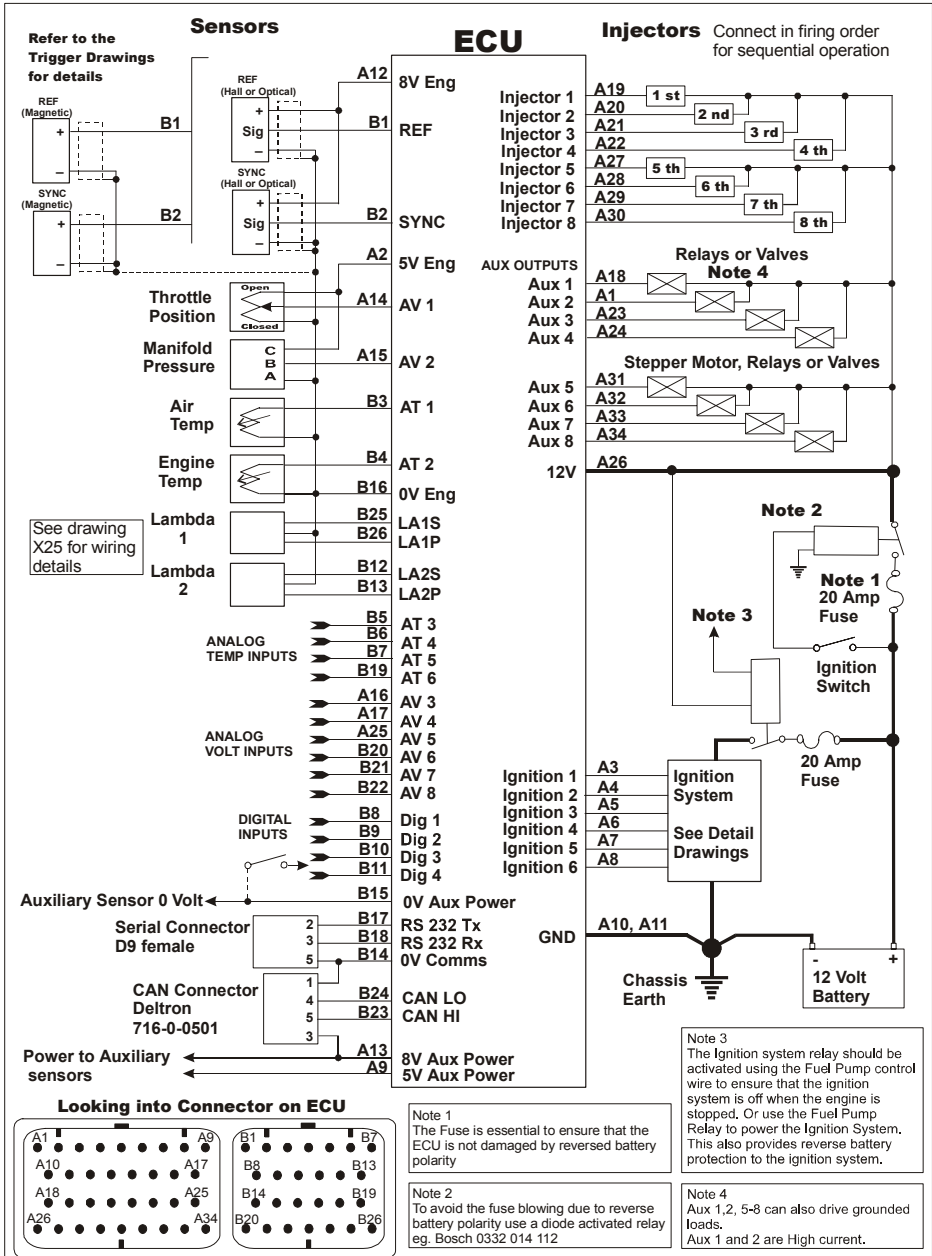 Sensors
ECU
Injectors Connect in firing order
for sequential operation
Refer to the
Trigger Drawings
for details
REF
(Magnetic)
+
–
B1
SYNC
(Magnetic)
+
–
B2
REF
(Hall or Optical)
+
Sig
–
SYNC
(Hall or Optical)
+
Sig
–
A12 8V Eng
B1 REF
B2 SYNC
A2 5V Eng
Throttle
Position
Open
Closed
A14 AV 1
Manifold
Pressure
C
B
A
A15 AV 2
Air
Temp
B3 AT 1
Engine
Temp
B4 AT 2
B16 0V Eng
See drawing
X25 for wiring
details
Lambda
1
B25 LA1S
B26 LA1P
Lambda
2
B12 LA2S
B13 LA2P
ANALOG
TEMP INPUTS
B5 AT 3
B6 AT 4
B7 AT 5
B19 AT 6
ANALOG
VOLT INPUTS
A16 AV 3
A17 AV 4
A25 AV 5
B20 AV 6
B21 AV 7
B22 AV 8
DIGITAL
INPUTS
B8 Dig 1
B9 Dig 2
B10 Dig 3
B11 Dig 4
Auxiliary Sensor 0 Volt
B15 0V Aux Power
Serial Connector
D9 female
2 B17 RS 232 Tx
3 B18 RS 232 Rx
5 B14 0V Comms
CAN Connector
Deltron
716-0-0501
1
4 B24 CAN LO
5 B23 CAN HI
3
Power to Auxiliary
sensors
A13 8V Aux Power
A9 5V Aux Power
Injector 1 A19 1 st
Injector 2 A20 2 nd
Injector 3 A21 3 rd
Injector 4 A22 4 th
Injector 5 A27 5 th
Injector 6 A28 6 th
Injector 7 A29 7 th
Injector 8 A30 8 th
AUX OUTPUTS
Relays or Valves
Note 4
Aux 1 A18
Aux 2 A1
Aux 3 A23
Aux 4 A24
Stepper Motor, Relays or Valves
Aux 5 A31
Aux 6 A32
Aux 7 A33
Aux 8 A34
12V A26
Note 2
Note 1
20 Amp
Fuse
Note 3
Ignition
Switch
20 Amp
Fuse
Ignition 1 A3
Ignition 2 A4
Ignition 3 A5
Ignition 4 A6
Ignition 5 A7
Ignition 6 A8
Ignition
System
See Detail
Drawings
GND A10, A11
Chassis
Earth
- +
12 Volt
Battery
Looking into Connector on ECU
A1 A9
A10 A17
A18 A25
A26 A34
B1 B7
B8 B13
B14 B19
B20 B26
Note 1
The Fuse is essential to ensure that the
ECU is not damaged by reversed battery
polarity
Note 2
To avoid the fuse blowing due to reverse
battery polarity use a diode activated relay
eg. Bosch 0332 014 112
Note 3
The Ignition system relay should be
activated using the Fuel Pump control
wire to ensure that the ignition
system is off when the engine is
stopped. Or use the Fuel Pump
Relay to power the Ignition System.
This also provides reverse battery
protection to the ignition system.
Note 4
Aux 1,2, 5-8 can also drive grounded
loads.
Aux 1 and 2 are High current.